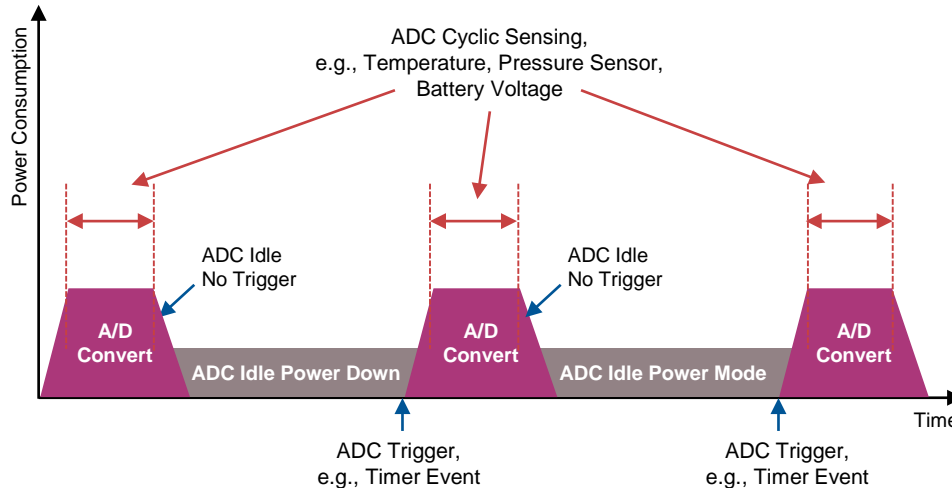 ADC Cyclic Sensing,
e.g., Temperature, Pressure Sensor,
Battery Voltage
Power Consumption
ADC Idle
No Trigger
ADC Idle
No Trigger
A/D
Convert
ADC Idle Power Down
A/D
Convert
ADC Idle Power Mode
A/D
Convert
Time
ADC Trigger,
e.g., Timer Event
ADC Trigger,
e.g., Timer Event